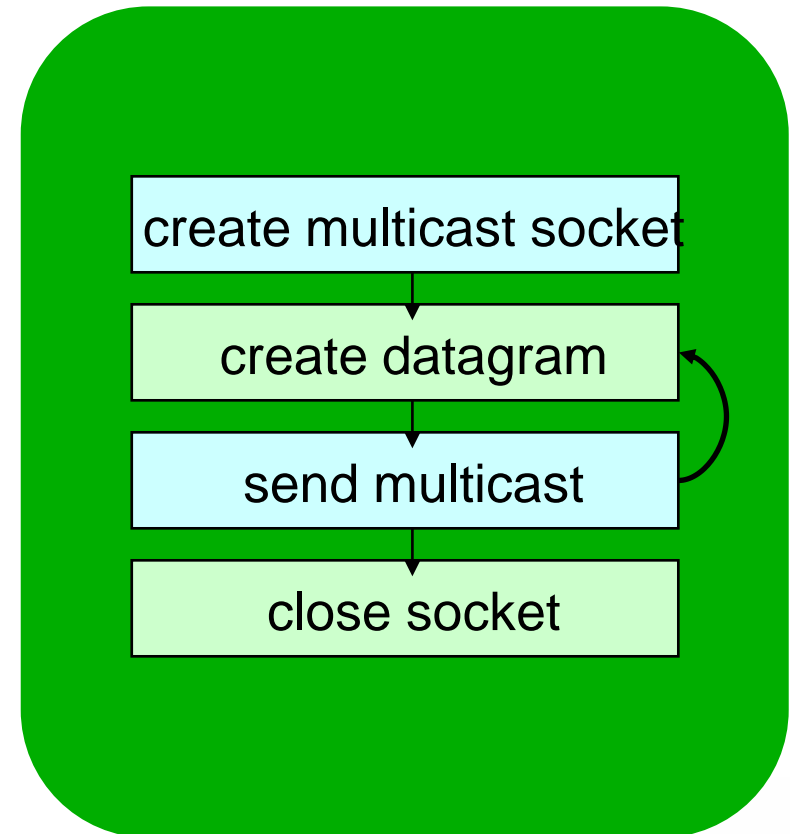 create multicast socket
create datagram
send multicast
close socket